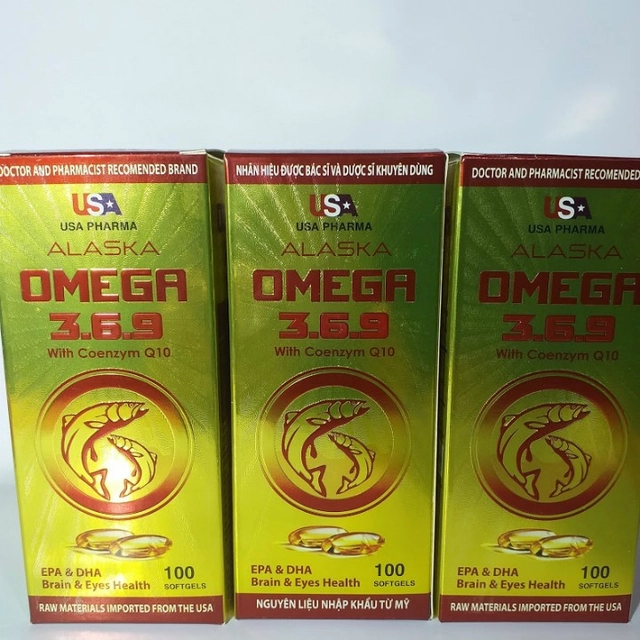 DOCTOR AND PHARMACIST RECOMENDED BRAND
USA
USA PHARMA
ALASKA
OMEGA
3.6.9
With Coenzym Q10
EPA & DHA
Brain & Eyes Health
100
SOFTGELS
RAW MATERIALS IMPORTED FROM THE USA
NHÃN HIỆU ĐƯỢC BÁC SĨ VÀ DƯỢC SĨ KHUYÊN DÙNG
USA
USA PHARMA
ALASKA
OMEGA
3.6.9
With Coenzym Q10
EPA & DHA
Brain & Eyes Health
100
SOFTGELS
NGUYÊN LIỆU NHẬP KHẨU TỪ MỸ
DOCTOR AND PHARMACIST RECOMENDED
USA
USA PHARMA
ALASKA
OMEGA
3.6.9
With Coenzym Q10
EPA & DHA
Brain & Eyes Health
100
SOFTGELS
RAW MATERIALS IMPORTED FROM THE USA